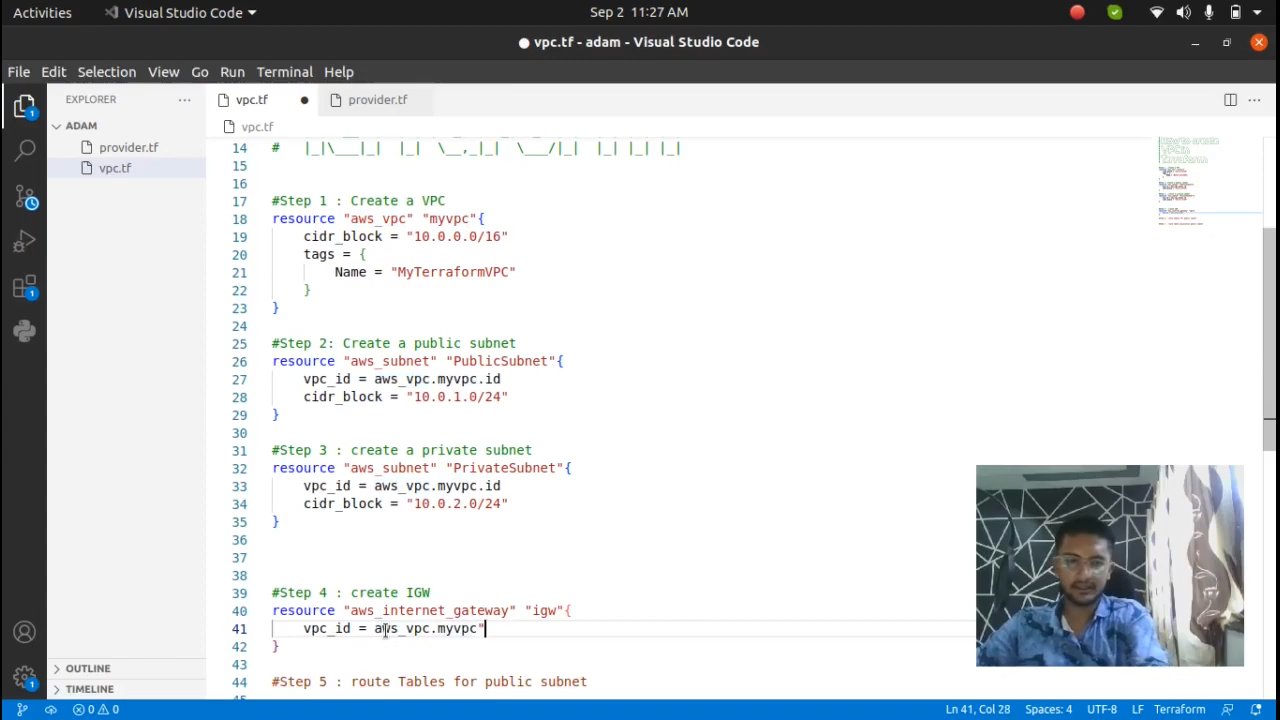 Activities
Visual Studio Code
Sep 2 11:27 AM
vpc.tf - adam - Visual Studio Code
File Edit Selection View Go Run Terminal Help
EXPLORER
vpc.tf
provider.tf
ADAM
vpc.tf
provider.tf
vpc.tf
14 # |_|\___|_| |_| \__,_|_| \___/|_| |_| |_| |_|
15
16
17 #Step 1 : Create a VPC
18 resource "aws_vpc" "myvpc"{
19 cidr_block = "10.0.0.0/16"
20 tags = {
21 Name = "MyTerraformVPC"
22 }
23 }
24
25 #Step 2: Create a public subnet
26 resource "aws_subnet" "PublicSubnet"{
27 vpc_id = aws_vpc.myvpc.id
28 cidr_block = "10.0.1.0/24"
29 }
30
31 #Step 3 : create a private subnet
32 resource "aws_subnet" "PrivateSubnet"{
33 vpc_id = aws_vpc.myvpc.id
34 cidr_block = "10.0.2.0/24"
35 }
36
37
38
39 #Step 4 : create IGW
40 resource "aws_internet_gateway" "igw"{
41 vpc_id = aws_vpc.myvpc"
42 }
43
44 #Step 5 : route Tables for public subnet
OUTLINE
TIMELINE
0 0
Ln 41, Col 28 Spaces: 4 UTF-8 LF Terraform